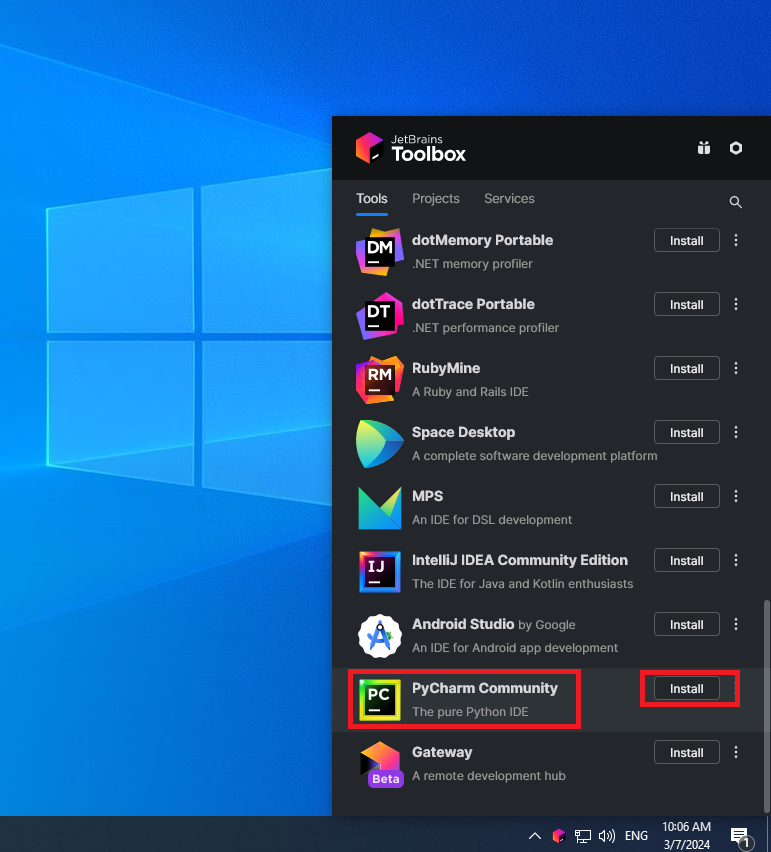 JetBrains
Toolbox
Tools Projects Services
DM
dotMemory Portable Install
.NET memory profiler
DT
dotTrace Portable Install
.NET performance profiler
RM
RubyMine Install
A Ruby and Rails IDE
Space Desktop Install
A complete software development platform
MPS Install
An IDE for DSL development
IJ
IntelliJ IDEA Community Edition Install
The IDE for Java and Kotlin enthusiasts
Android Studio by Google Install
An IDE for Android app development
PC
PyCharm Community Install
The pure Python IDE
Gateway Install
Beta
A remote development hub
10:06 AM
ENG
3/7/2024
1